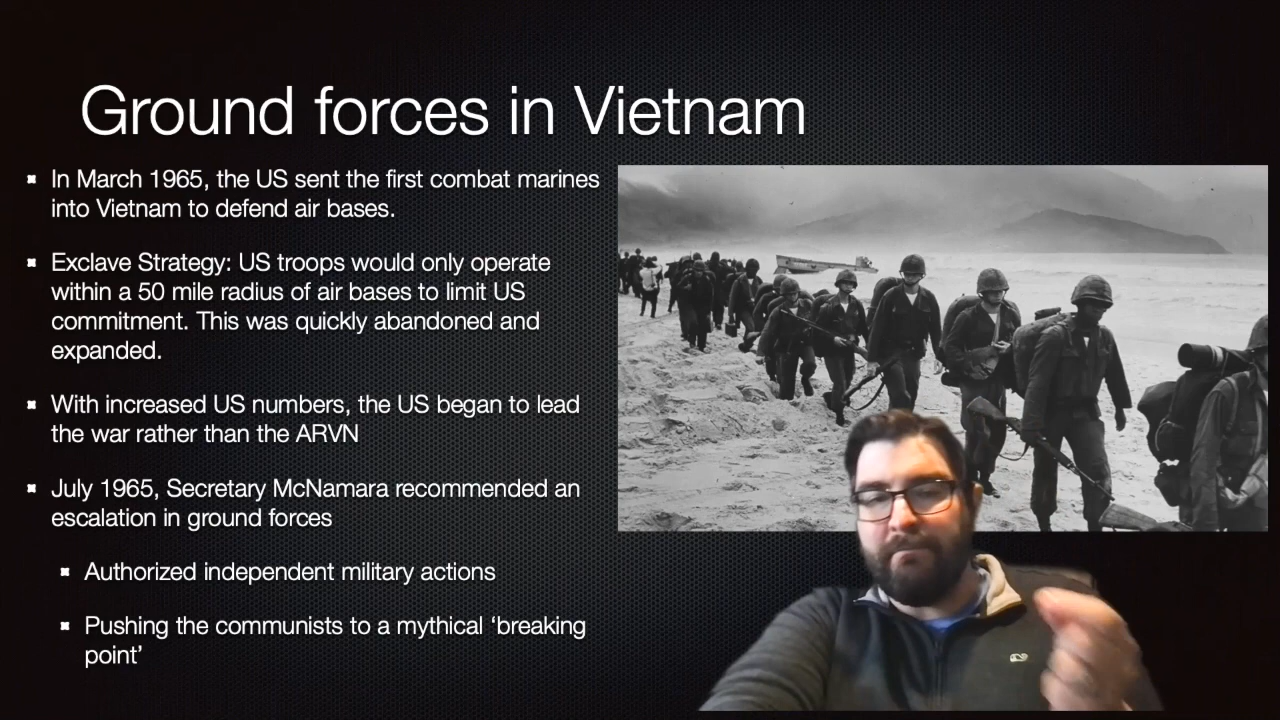 Ground forces in Vietnam
In March 1965, the US sent the first combat marines
into Vietnam to defend air bases.
Exclave Strategy: US troops would only operate
within a 50 mile radius of air bases to limit US
commitment. This was quickly abandoned and
expanded.
With increased US numbers, the US began to lead
the war rather than the ARVN
July 1965, Secretary McNamara recommended an
escalation in ground forces
Authorized independent military actions
Pushing the communists to a mythical ‘breaking
point’